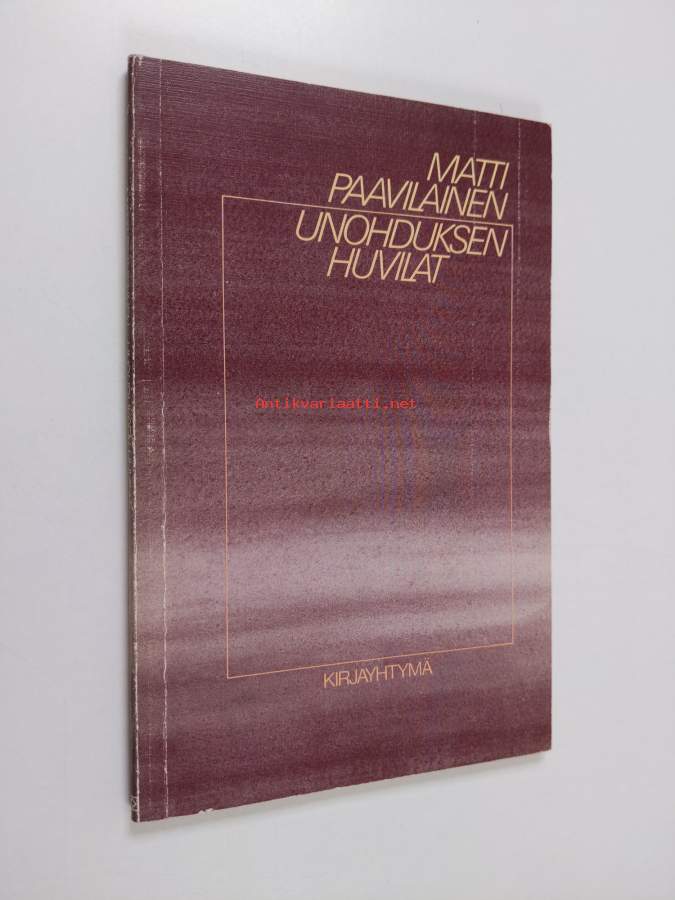 MATTI
PAAVILAINEN
UNOHDUKSEN
HUVILAT
Antikvariaatti.net
KIRJAYHTYMÄ